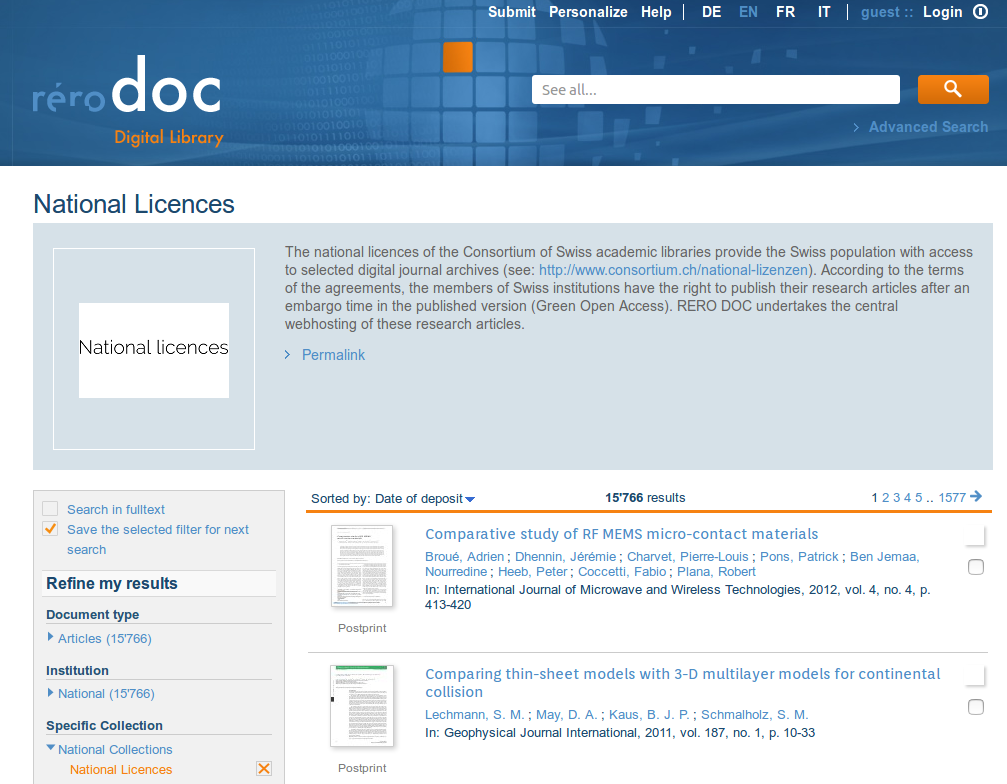 Submit Personalize Help DE EN FR IT guest :: Login
réro doc
Digital Library
See all...
Advanced Search
National Licences
National licences
The national licences of the Consortium of Swiss academic libraries provide the Swiss population with access
to selected digital journal archives (see: http://www.consortium.ch/national-lizenzen). According to the terms
of the agreements, the members of Swiss institutions have the right to publish their research articles after an
embargo time in the published version (Green Open Access). RERO DOC undertakes the central
webhosting of these research articles.
Permalink
Search in fulltext
Save the selected filter for next
search
Refine my results
Document type
Articles (15'766)
Institution
National (15'766)
Specific Collection
National Collections
National Licences
Sorted by: Date of deposit 15'766 results 1 2 3 4 5 .. 1577
Comparative study of RF MEMS micro-contact materials
Broué, Adrien ; Dhennin, Jérémie ; Charvet, Pierre-Louis ; Pons, Patrick ; Ben Jemaa,
Nourredine ; Heeb, Peter ; Coccetti, Fabio ; Plana, Robert
In: International Journal of Microwave and Wireless Technologies, 2012, vol. 4, no. 4, p.
413-420
Postprint
Comparing thin-sheet models with 3-D multilayer models for continental
collision
Lechmann, S. M. ; May, D. A. ; Kaus, B. J. P. ; Schmalholz, S. M.
In: Geophysical Journal International, 2011, vol. 187, no. 1, p. 10-33
Postprint